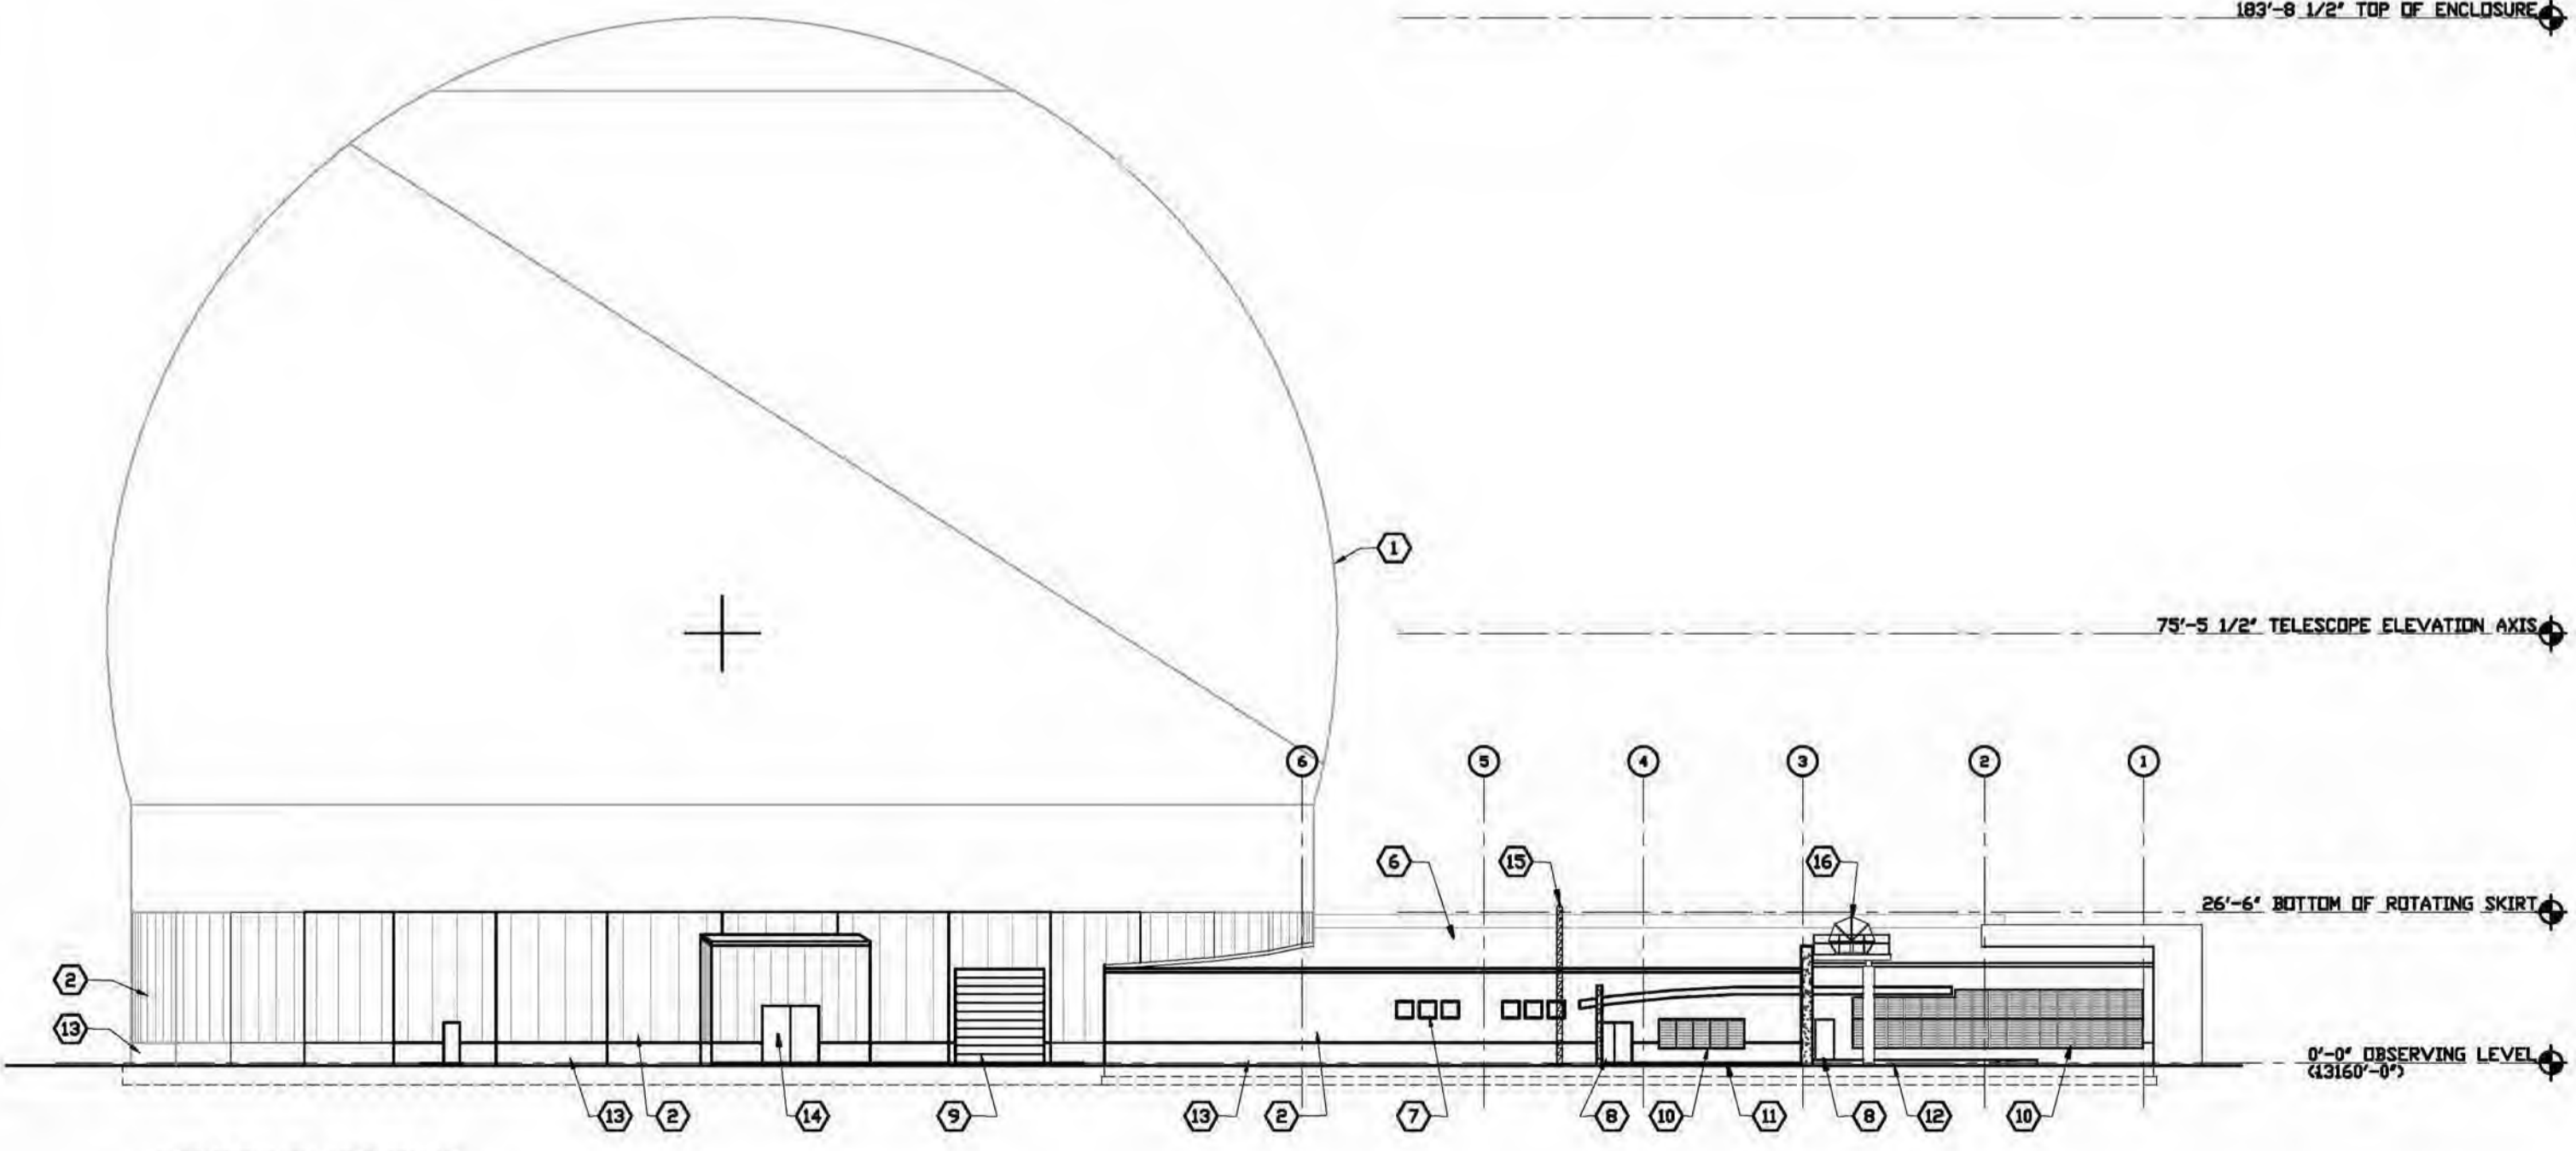 183'-8 1/2" TOP OF ENCLOSURE
1
75'-5 1/2" TELESCOPE ELEVATION AXIS
6 5 4 3 2 1
6 15 16
26'-6" BOTTOM OF ROTATING SKIRT
2
13
0'-0" OBSERVING LEVEL
(13160'-0")
13 2 14 9 13 2 7 8 10 11 8 12 10